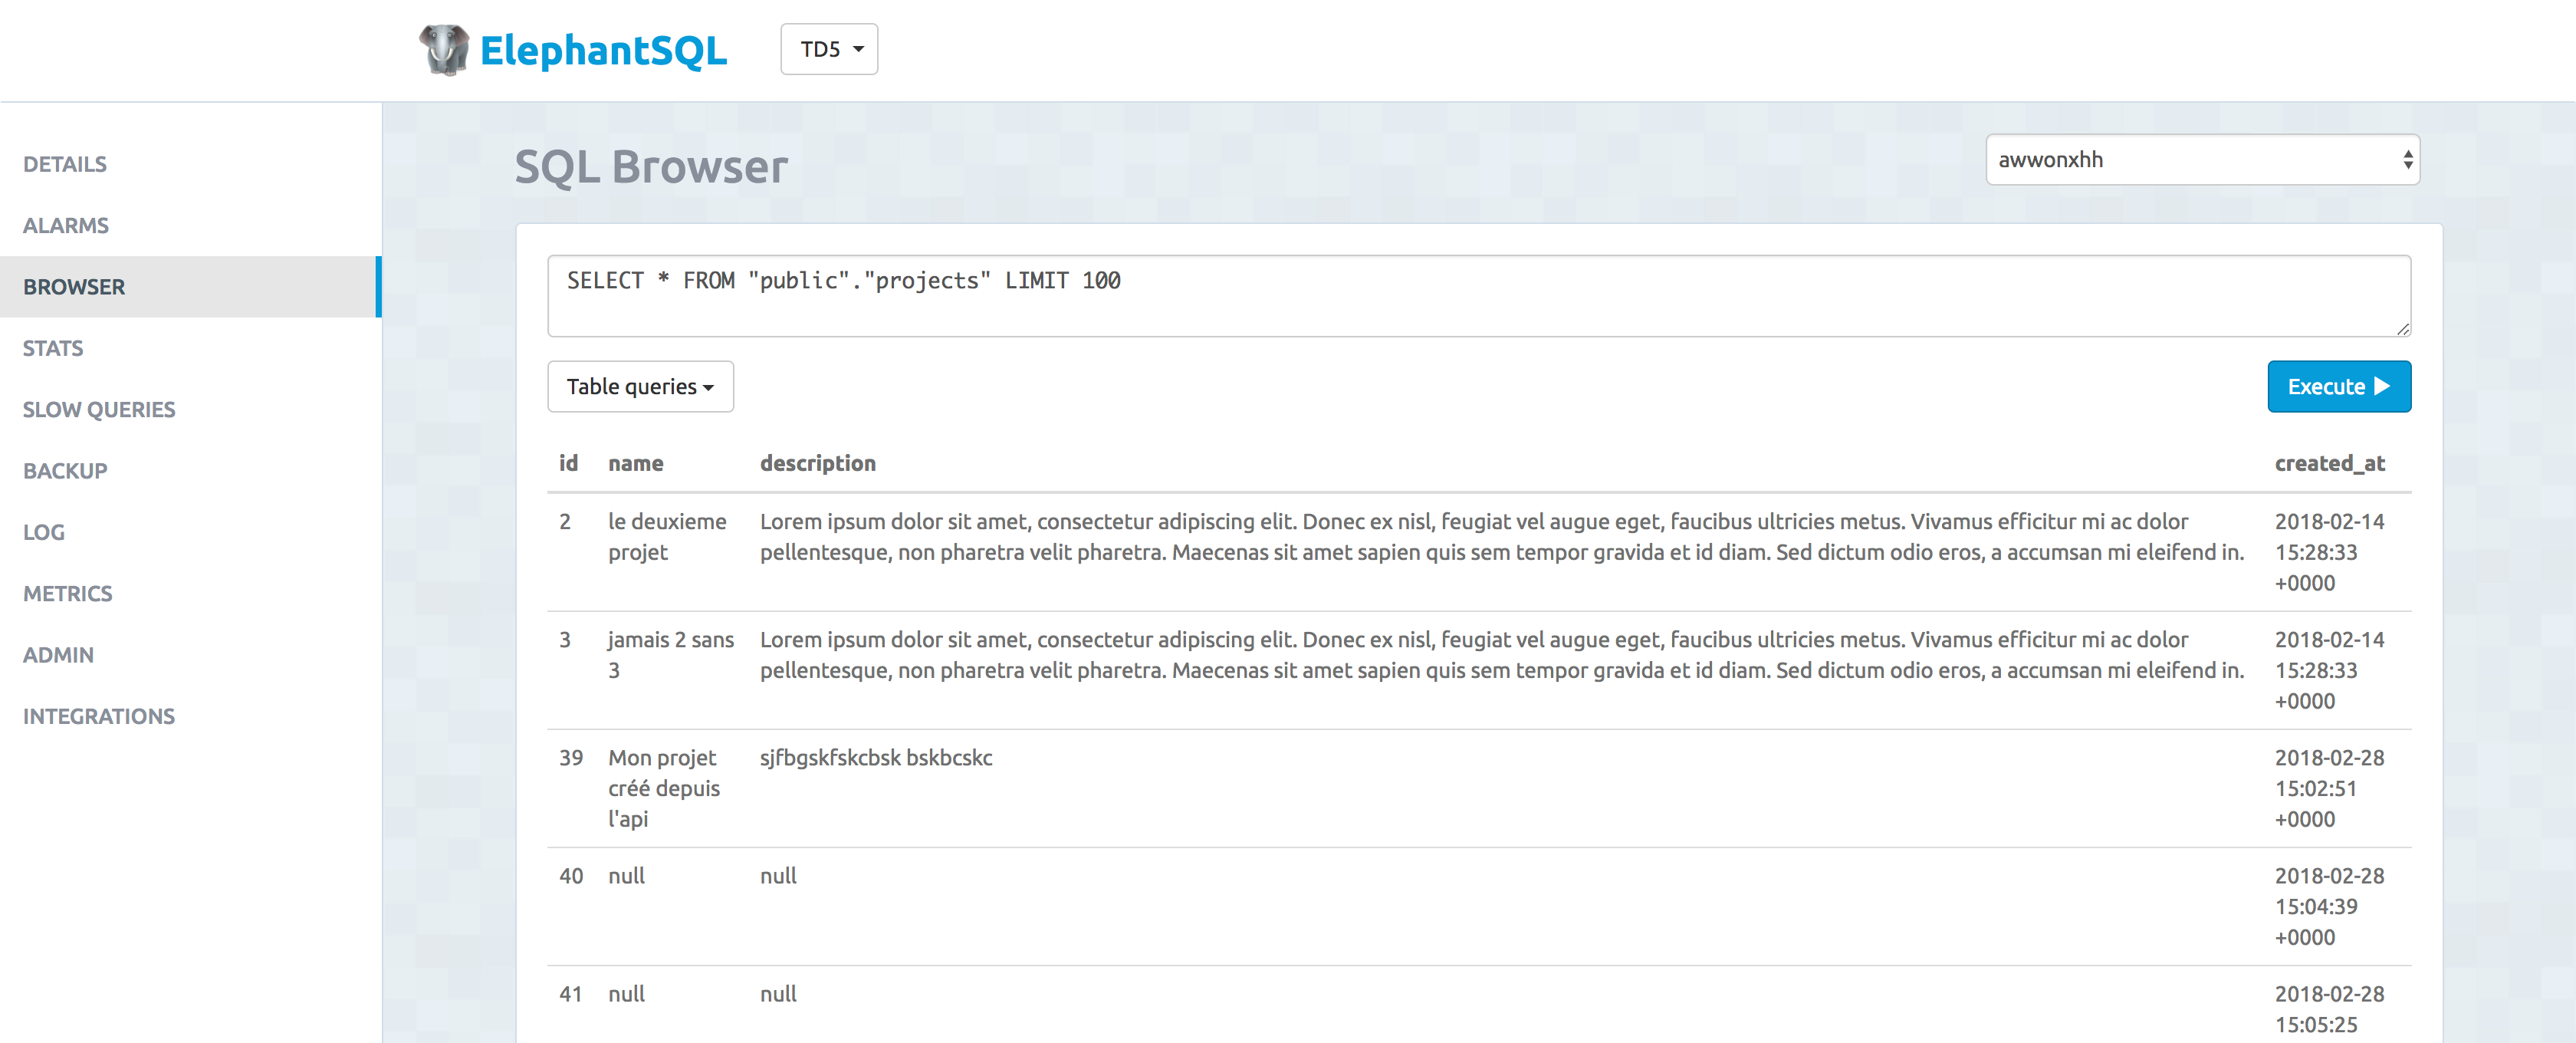 ElephantSQL
TD5
DETAILS
ALARMS
BROWSER
STATS
SLOW QUERIES
BACKUP
LOG
METRICS
ADMIN
INTEGRATIONS
SQL Browser
awwonxhh
SELECT * FROM "public"."projects" LIMIT 100
Table queries
Execute
id name description created_at
2 le deuxieme Lorem ipsum dolor sit amet, consectetur adipiscing elit. Donec ex nisl, feugiat vel augue eget, faucibus ultricies metus. Vivamus efficitur mi ac dolor 2018-02-14
projet pellentesque, non pharetra velit pharetra. Maecenas sit amet sapien quis sem tempor gravida et id diam. Sed dictum odio eros, a accumsan mi eleifend in. 15:28:33
+0000
3 jamais 2 sans Lorem ipsum dolor sit amet, consectetur adipiscing elit. Donec ex nisl, feugiat vel augue eget, faucibus ultricies metus. Vivamus efficitur mi ac dolor 2018-02-14
3 pellentesque, non pharetra velit pharetra. Maecenas sit amet sapien quis sem tempor gravida et id diam. Sed dictum odio eros, a accumsan mi eleifend in. 15:28:33
+0000
39 Mon projet sjfbgskfskcbsk bskbcskc 2018-02-28
créé depuis 15:02:51
l'api +0000
40 null null 2018-02-28
15:04:39
+0000
41 null null 2018-02-28
15:05:25